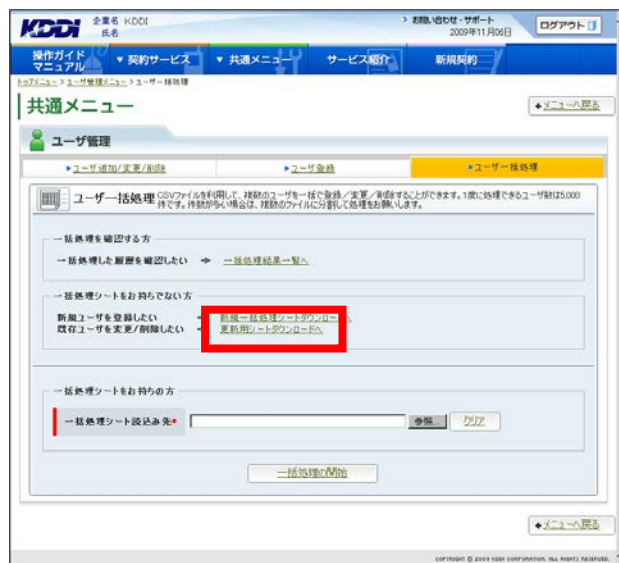 KDDI 企業名 KDDI
氏名
> お問い合わせ・サポート
2009年11月06日
ログアウト
操作ガイド
マニュアル
▼ 契約サービス
▼ 共通メニュー
サービス紹介
新規契約
トップメニュー > ユーザ管理メニュー > ユーザ一括処理
共通メニュー
◆メニューへ戻る
ユーザ管理
▶ユーザ追加/変更/削除
▶ユーザ登録
▶ユーザ一括処理
ユーザ一括処理
CSVファイルを利用して、複数のユーザを一括で登録/変更/削除することができます。1度に処理できるユーザ数は5,000
件です。件数が多い場合は、複数のファイルに分割して処理をお願いします。
一括処理を確認する方
一括処理した履歴を確認したい ➔ 一括処理結果一覧へ
一括処理シートをお持ちでない方
新規ユーザを登録したい ➔ 新規一括処理シートダウンロードへ
既存ユーザを変更/削除したい ➔ 更新用シートダウンロードへ
一括処理シートをお持ちの方
一括処理シート読込み先
参照...
クリア
一括処理の開始
◆メニューへ戻る
COPYRIGHT © 2009 KDDI CORPORATION. ALL RIGHTS RESERVED.